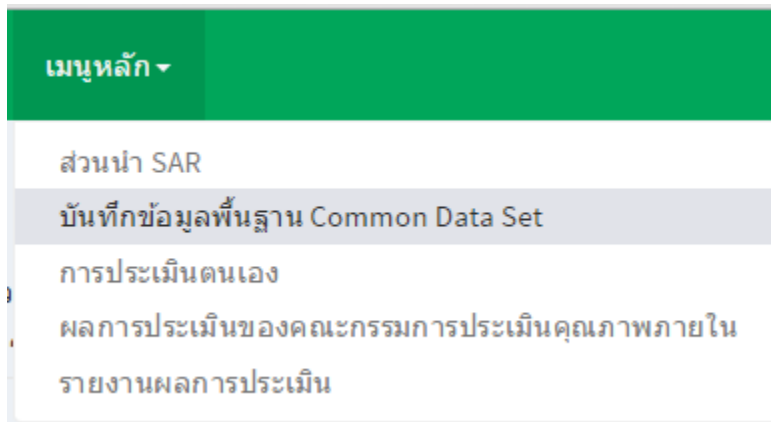 เมนูหลัก
ส่วนนำ SAR
บันทึกข้อมูลพื้นฐาน Common Data Set
การประเมินตนเอง
ผลการประเมินของคณะกรรมการประเมินคุณภาพภายใน
รายงานผลการประเมิน